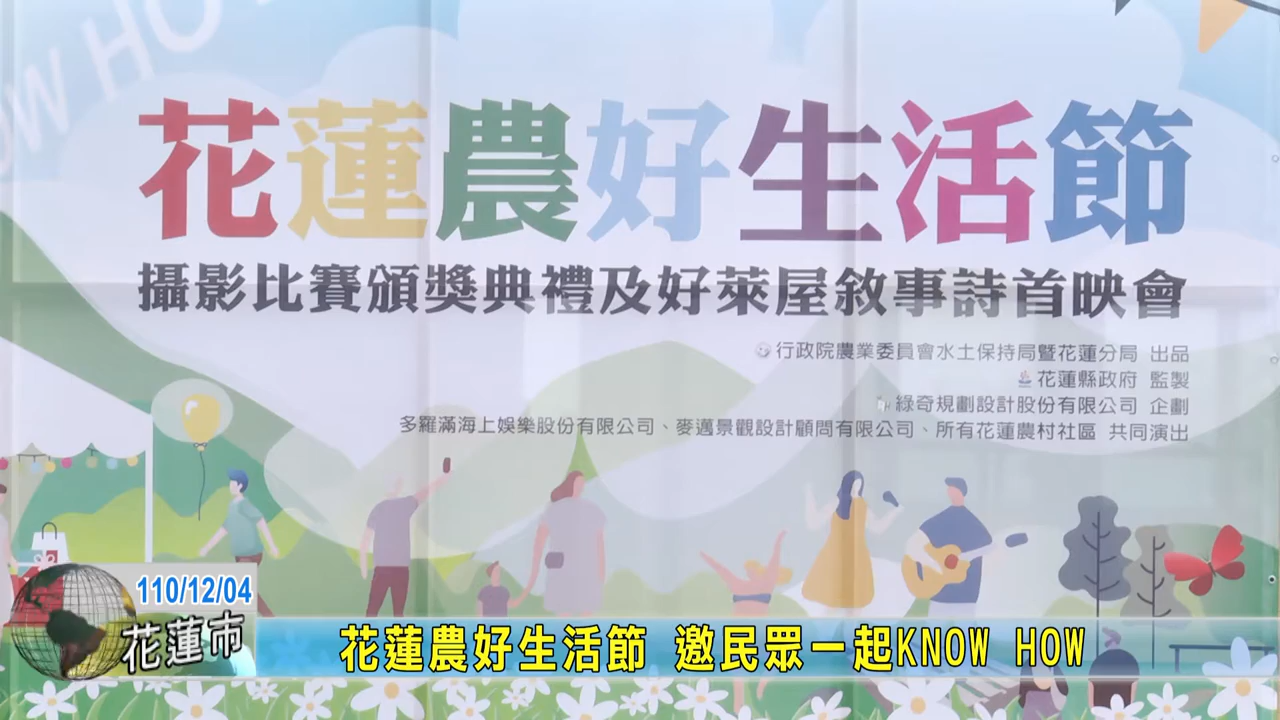 OW HO
花蓮農好生活節
攝影比賽頒獎典禮及好萊屋敘事詩首映會
行政院農業委員會水土保持局暨花蓮分局 出品
花蓮縣政府 監製
綠奇規劃設計股份有限公司 企劃
多羅滿海上娛樂股份有限公司、麥邁景觀設計顧問有限公司、所有花蓮農村社區 共同演出
110/12/04
花蓮市
花蓮農好生活節 邀民眾一起KNOW HOW